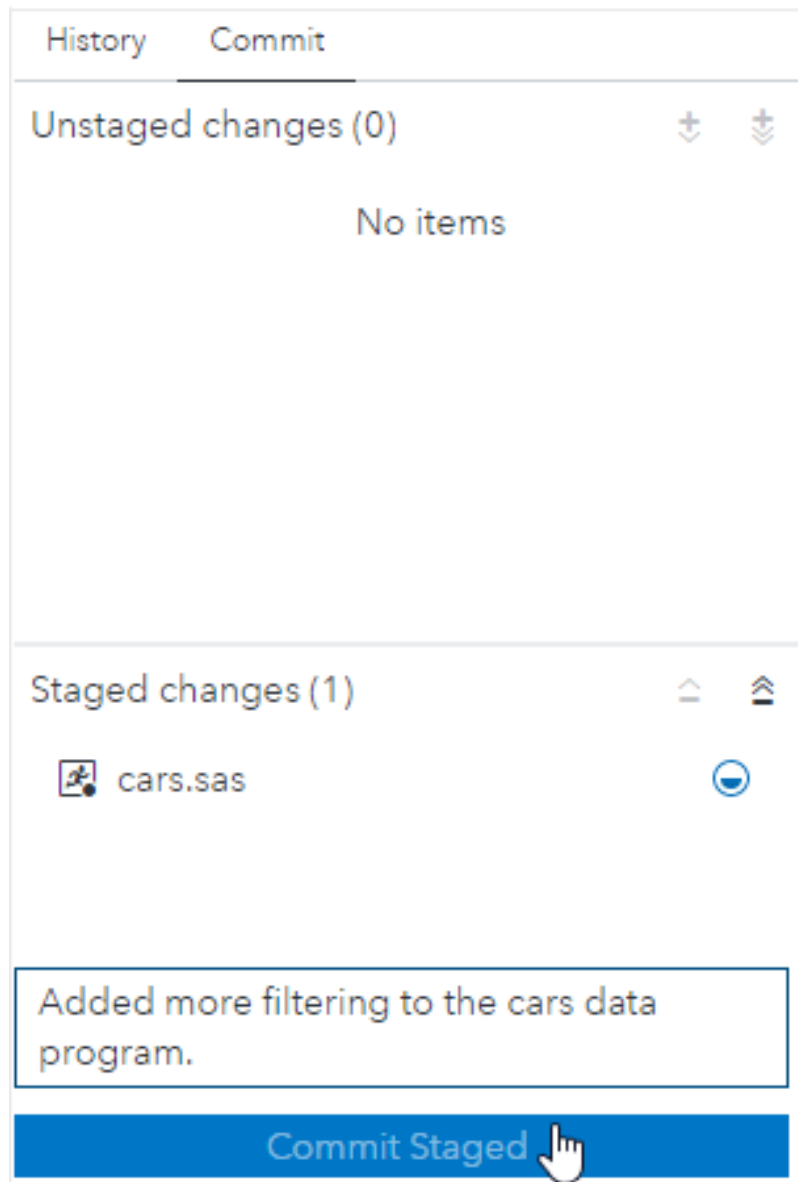 History Commit
Unstaged changes (0)
No items
Staged changes (1)
cars.sas
Added more filtering to the cars data
program.
Commit Staged